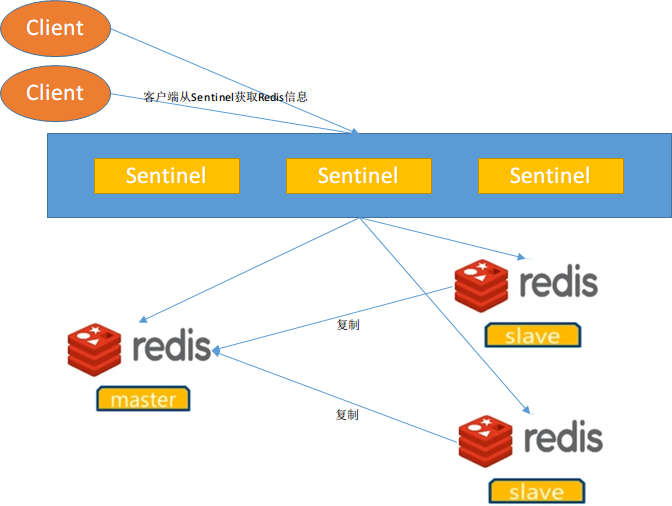 Client
Client
客户端从Sentinel获取Redis信息
Sentinel Sentinel Sentinel
redis
slave
复制
redis
master
复制
redis
slave